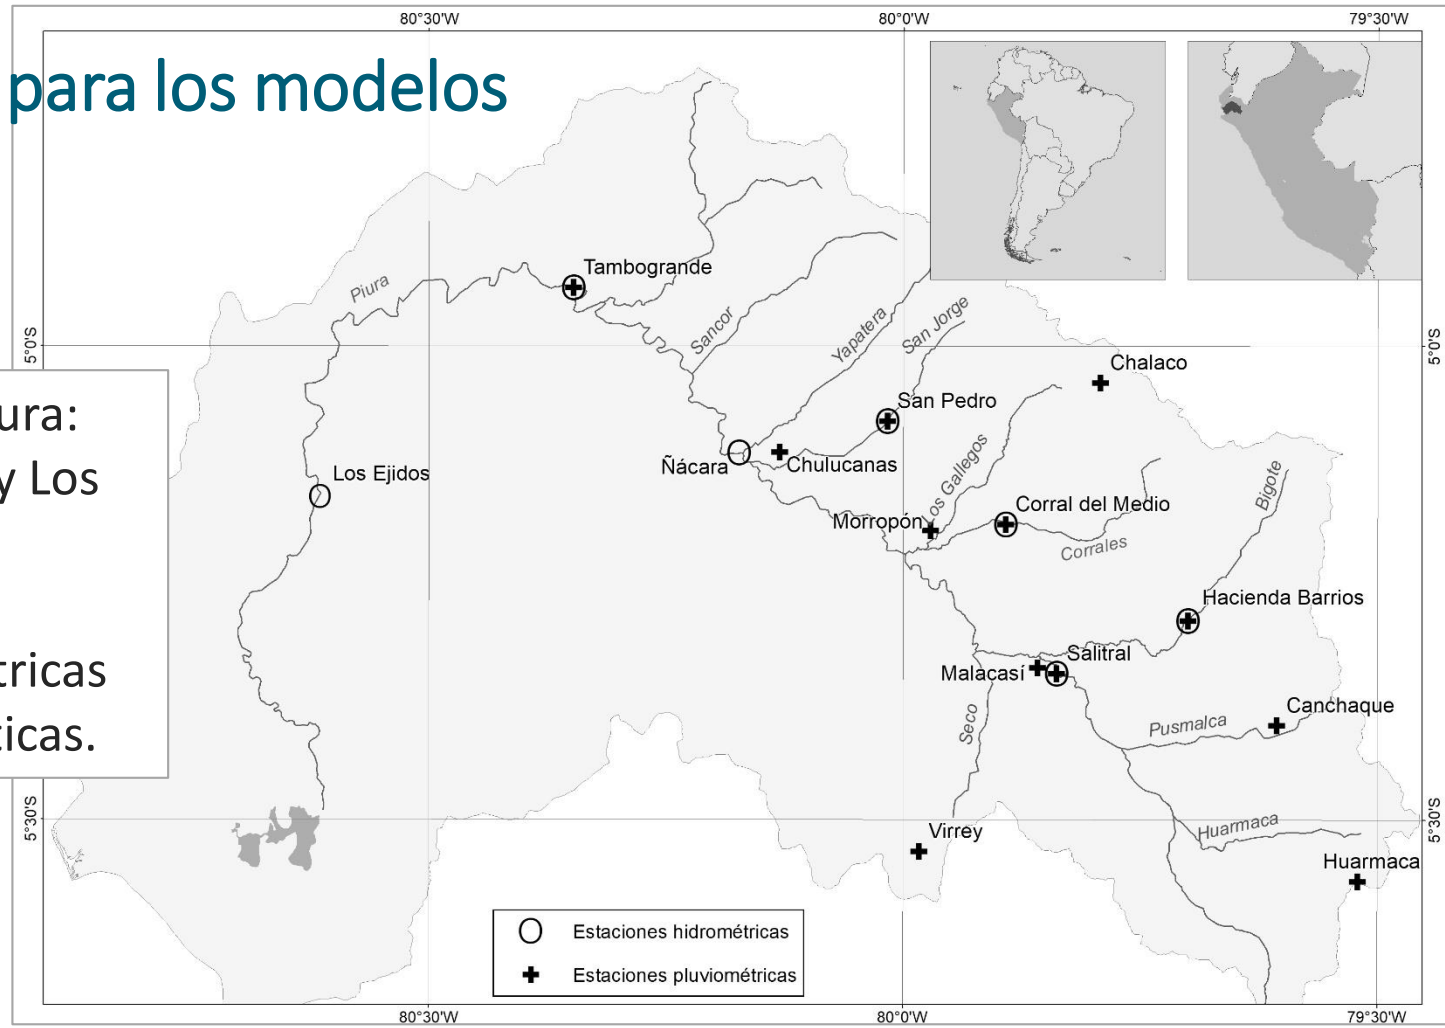 80°30'W
80°0'W
79°30'W
para los modelos
Tambogrande
Piura
Sancor
Yapatera
San Jorge
5°0'S
5°0'S
Chalaco
ura:
y Los
tricas
ticas.
San Pedro
Los Ejidos
Ñácara
Chulucanas
Los Gallegos
Morropón
Corral del Medio
Corrales
Bigote
Hacienda Barrios
Salitral
Malacasí
Seco
Canchaque
Pusmalca
5°30'S
5°30'S
Virrey
Huarmaca
Huarmaca
Estaciones hidrométricas
Estaciones pluviométricas
80°30'W
80°0'W
79°30'W